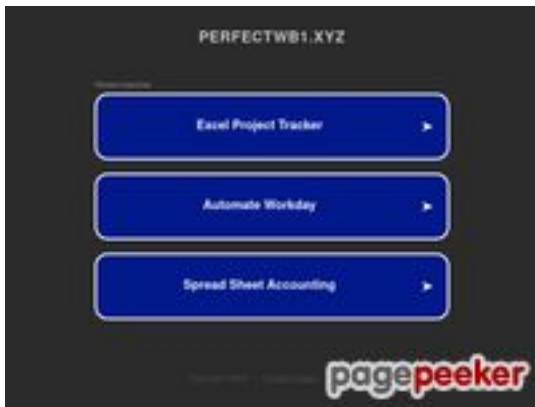 PERFECTWB1.XYZ
Excel Project Tracker
Automate Workday
Spread Sheet Accounting
pagepeeker